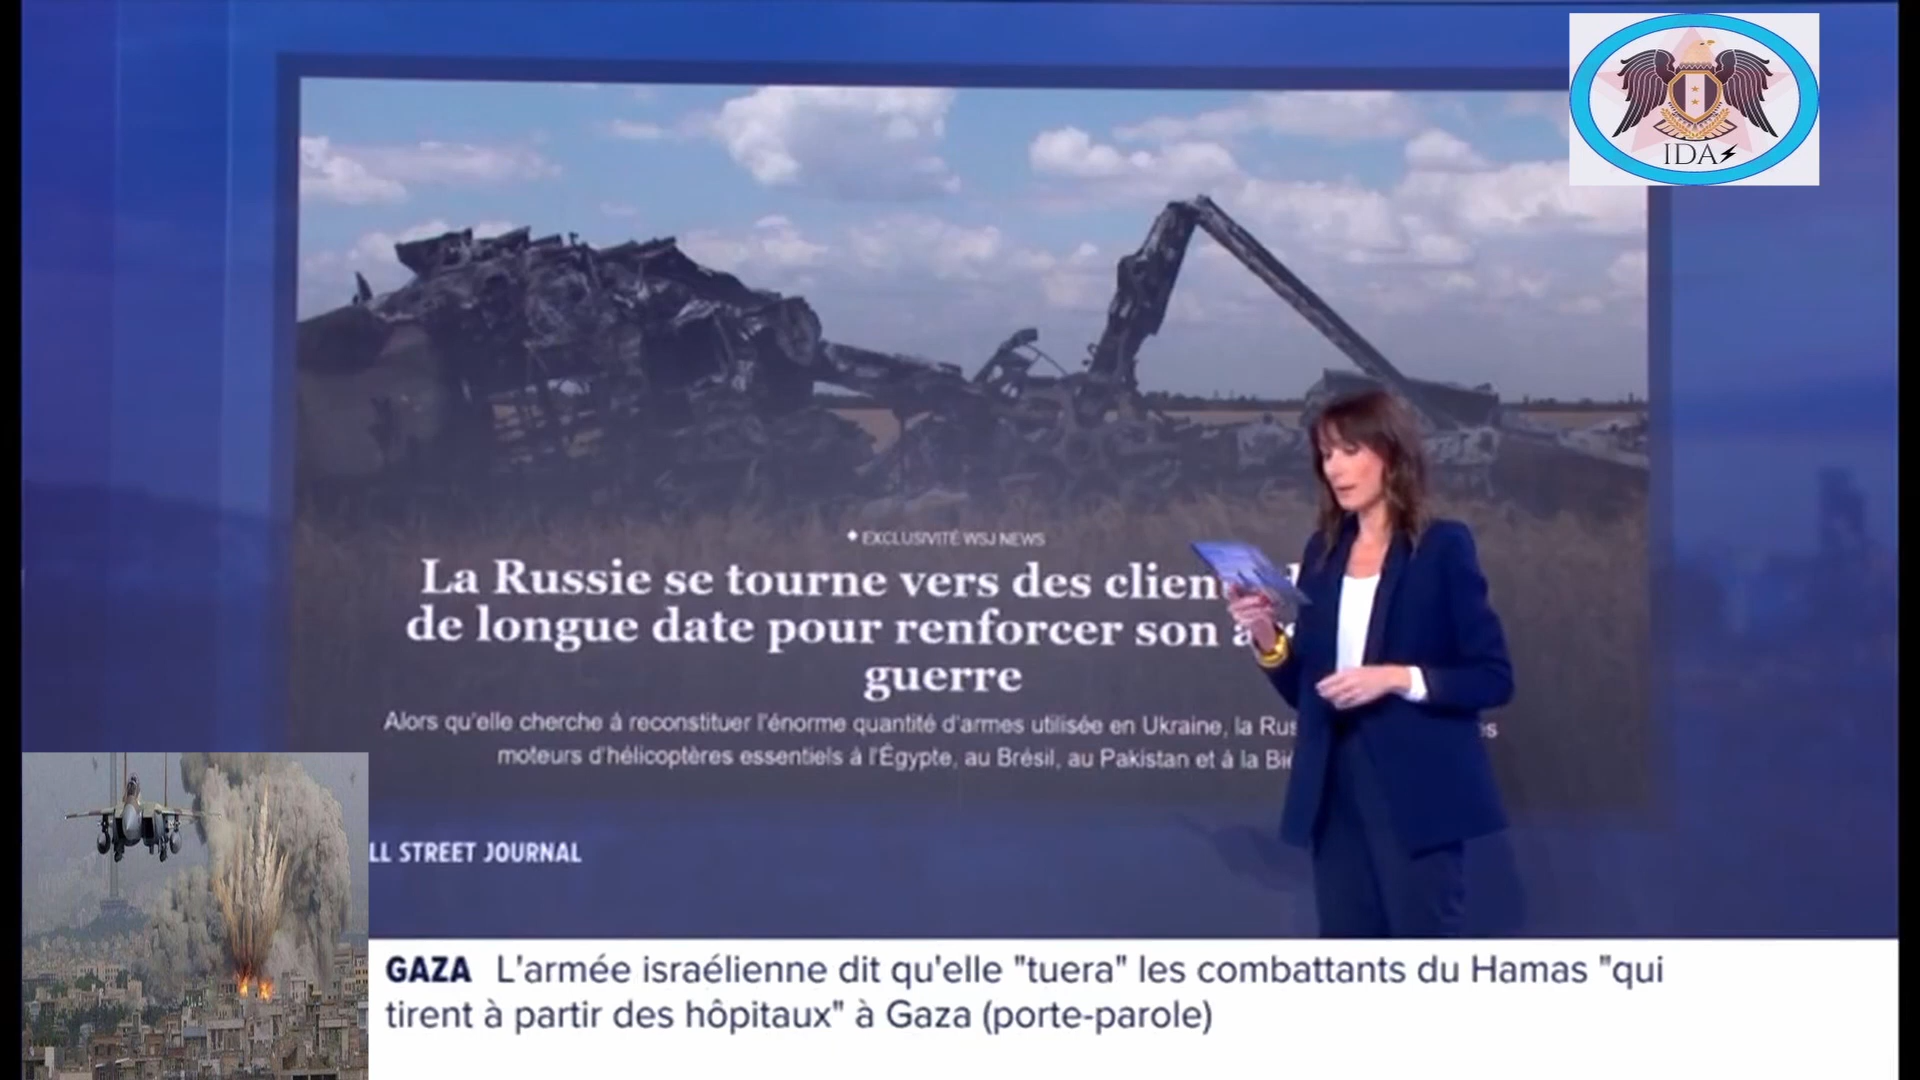 IDA
EXCLUSIVITÉ WSJ NEWS
La Russie se tourne vers des clien
de longue date pour renforcer son
guerre
Alors qu'elle cherche à reconstituer l'énorme quantité d'armes utilisée en Ukraine, la Rus
moteurs d'hélicoptères essentiels à l'Égypte, au Brésil, au Pakistan et à la Bi
LL STREET JOURNAL
GAZA L'armée israélienne dit qu'elle "tuera" les combattants du Hamas "qui
tirent à partir des hôpitaux" à Gaza (porte-parole)